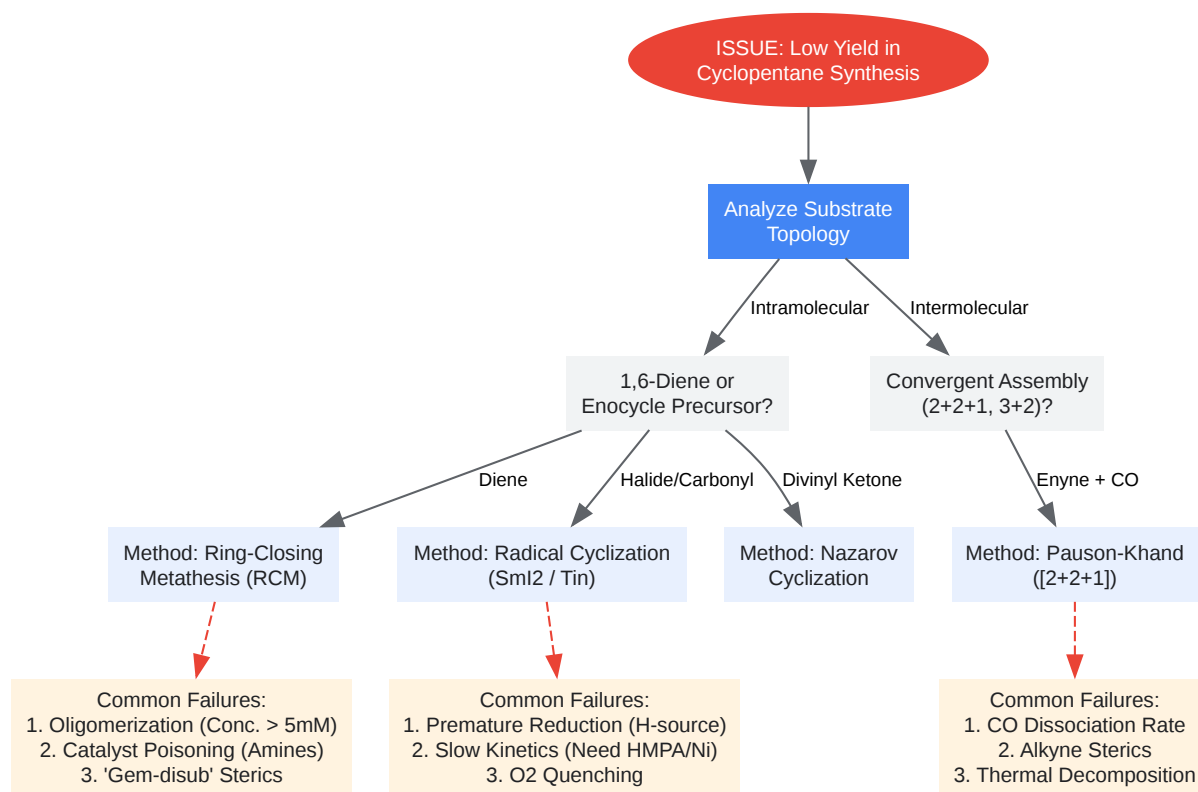 ISSUE: Low Yield in
Cyclopentane Synthesis
Analyze Substrate
Topology
Intramolecular
Intermolecular
1,6-Diene or
Enocycle Precursor?
Convergent Assembly
(2+2+1, 3+2)?
Diene
Halide/Carbonyl
Divinyl Ketone
Enyne + CO
Method: Ring-Closing
Metathesis (RCM)
Method: Radical Cyclization
(SmI2 / Tin)
Method: Nazarov
Cyclization
Method: Pauson-Khand
([2+2+1])
Common Failures:
1. Oligomerization (Conc. > 5mM)
2. Catalyst Poisoning (Amines)
3. 'Gem-disub' Sterics
Common Failures:
1. Premature Reduction (H-source)
2. Slow Kinetics (Need HMPA/Ni)
3. O2 Quenching
Common Failures:
1. CO Dissociation Rate
2. Alkyne Sterics
3. Thermal Decomposition